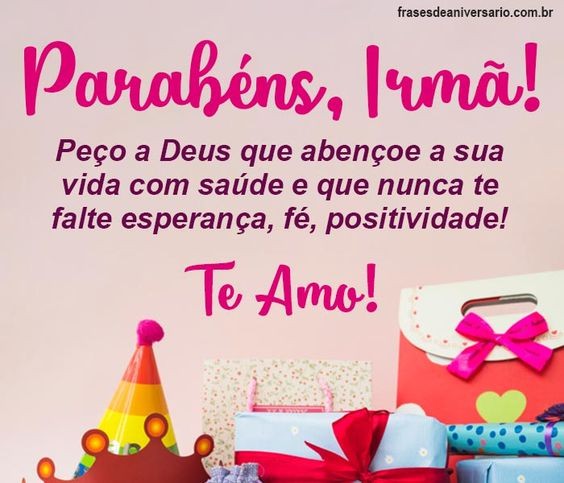 frasesdeaniversario.com.br
Parabéns, Irmã!
Peço a Deus que abençoe a sua
vida com saúde e que nunca te
falte esperança, fé, positividade!
Te Amo!